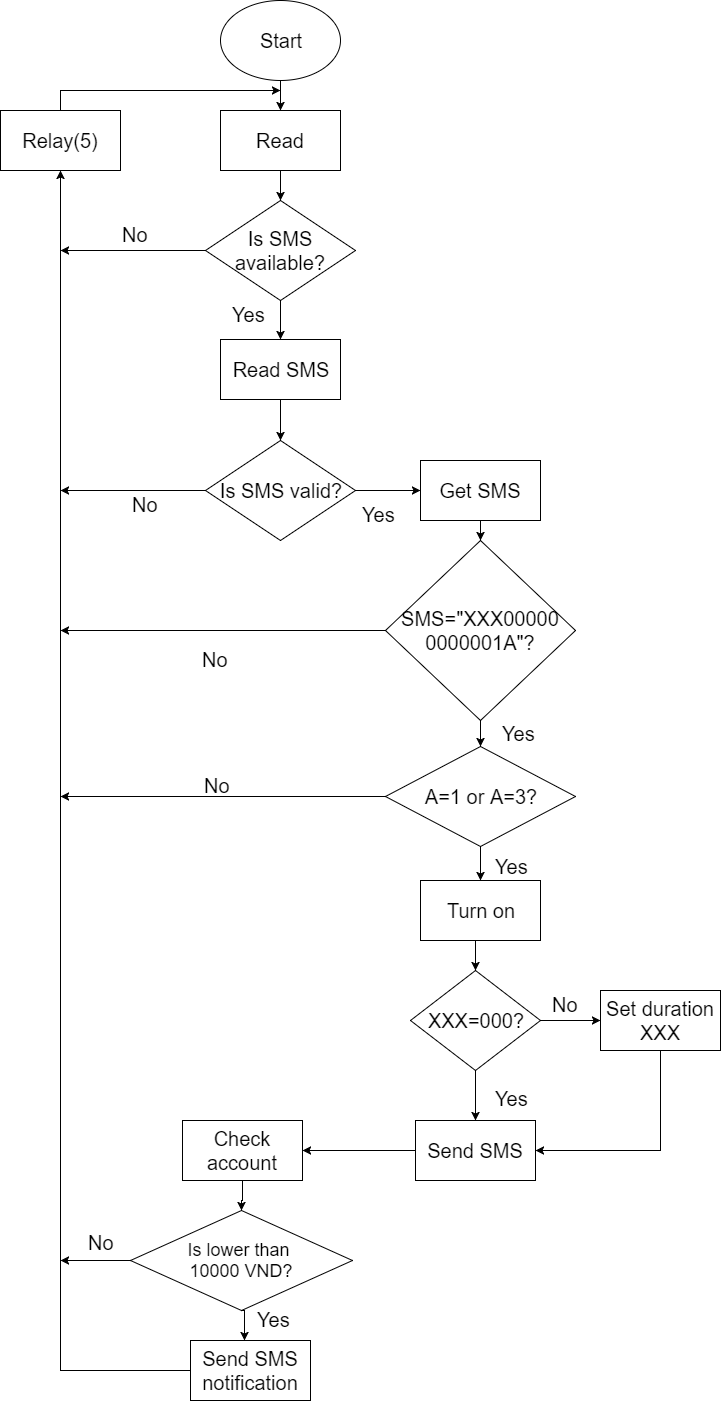 Start
Relay(5)
Read
No
Is SMS
available?
Yes
Read SMS
Is SMS valid?
Get SMS
No
Yes
SMS="XXX00000
0000001A"?
No
Yes
No
A=1 or A=3?
Yes
Turn on
No
Set duration
XXX
XXX=000?
Yes
Check
account
Send SMS
No
Is lower than
10000 VND?
Yes
Send SMS
notification